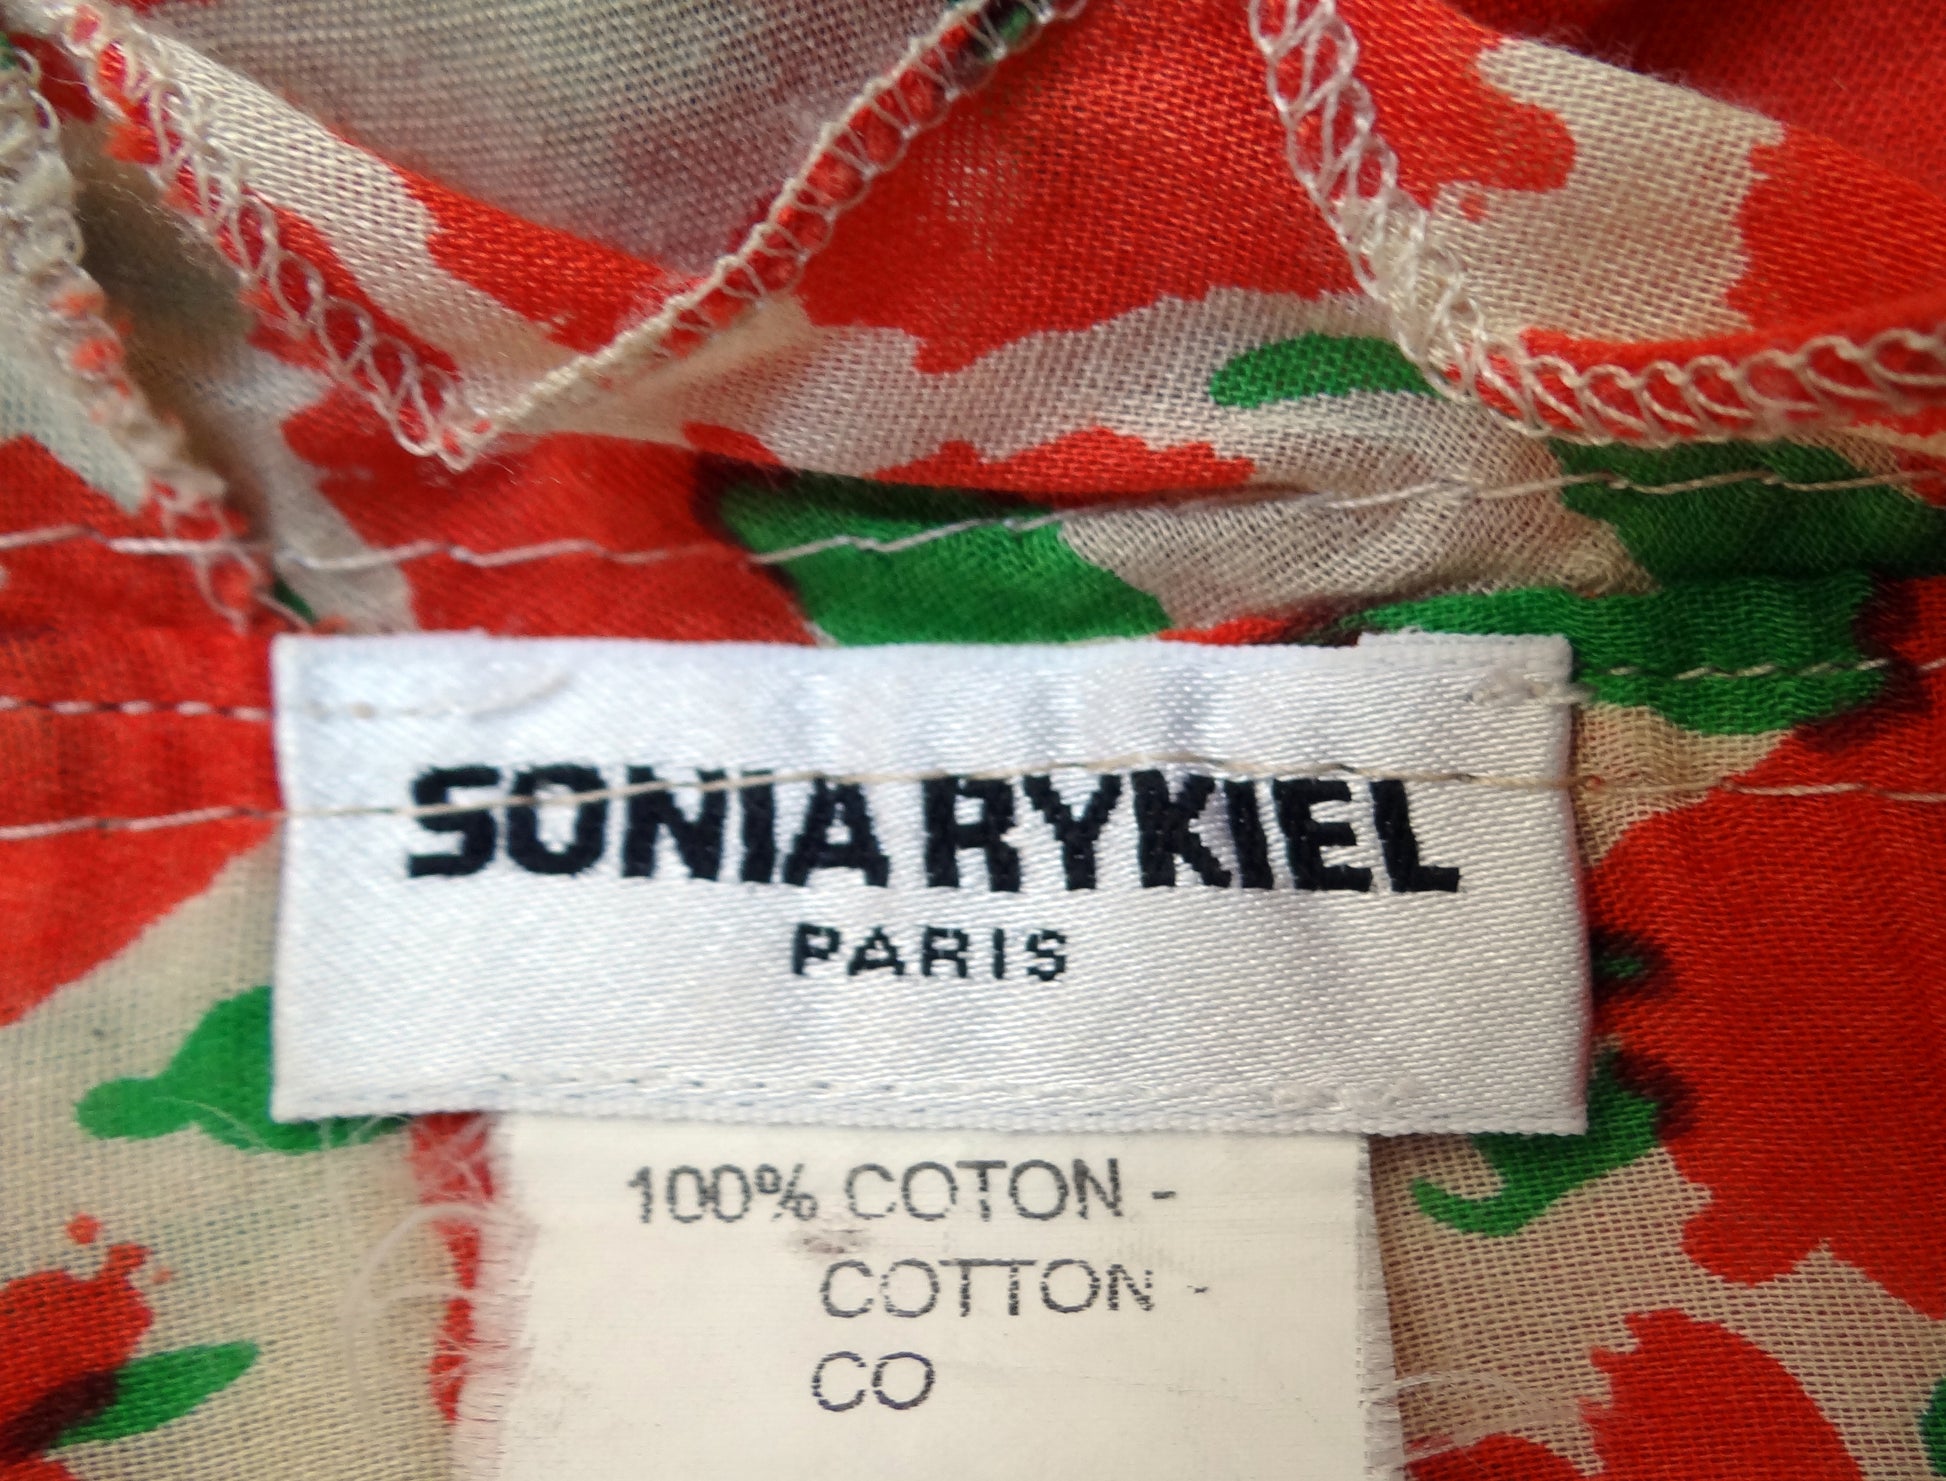 SONIA RYKIEL
PARIS
100% COTON -
COTTON -
CO